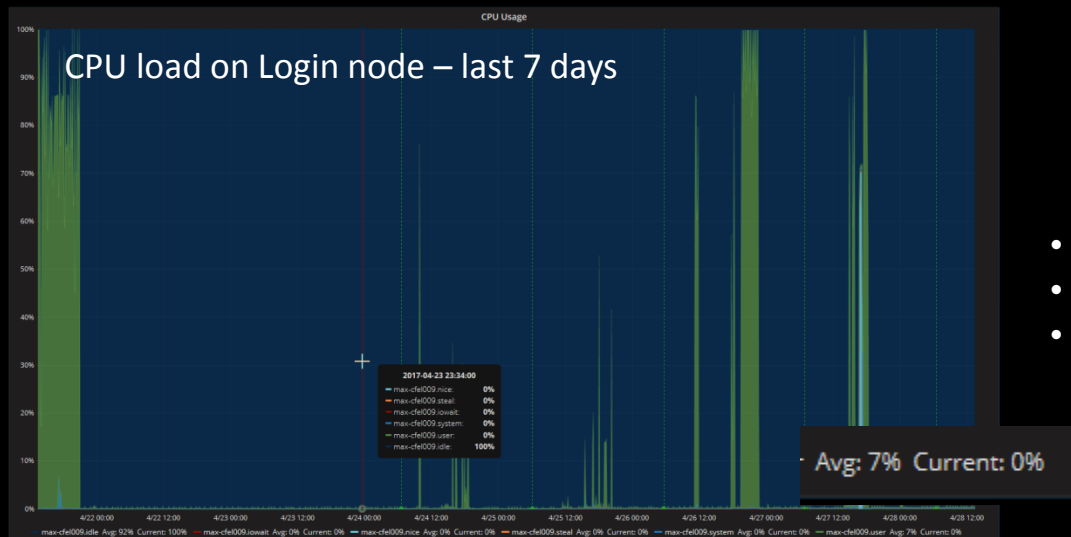 CPU Usage
CPU load on Login node – last 7 days
100%
90%
80%
70%
60%
50%
40%
30%
20%
10%
0%
2017-04-23 23:34:00
max-cfel009.nice: 0%
max-cfel009.steal: 0%
max-cfel009.iowait: 0%
max-cfel009.system: 0%
max-cfel009.user: 0%
max-cfel009.idle: 100%
Avg: 7% Current: 0%
4/22 00:00 4/22 12:00 4/23 00:00 4/23 12:00 4/24 00:00 4/24 12:00 4/25 00:00 4/25 12:00 4/26 00:00 4/26 12:00 4/27 00:00 4/27 12:00 4/28 00:00 4/28 12:00
max-cfel009.idle Avg: 92% Current: 100% max-cfel009.iowait Avg: 0% Current: 0% max-cfel009.nice Avg: 0% Current: 0% max-cfel009.steal Avg: 0% Current: 0% max-cfel009.system Avg: 0% Current: 0% max-cfel009.user Avg: 7% Current: 0%